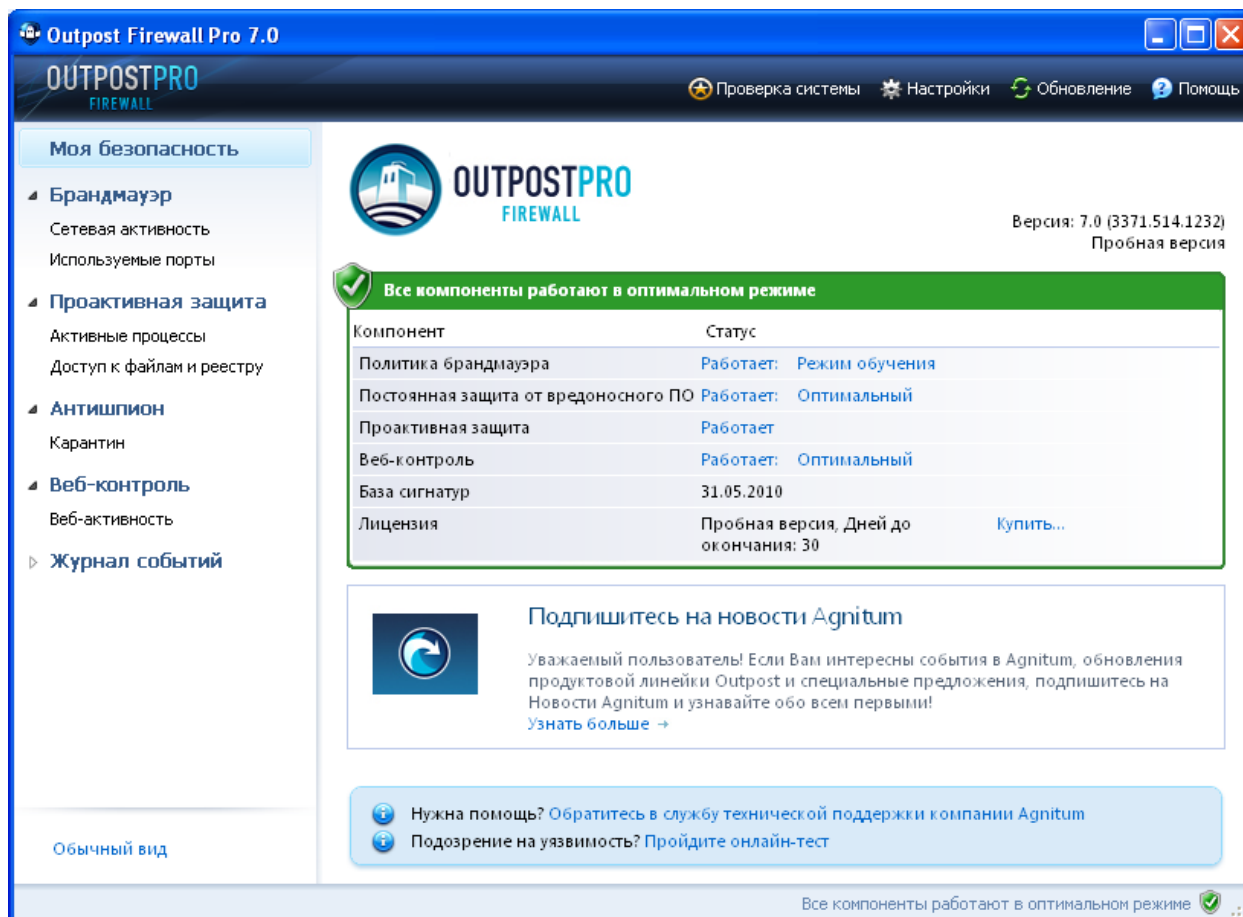 Outpost Firewall Pro 7.0
OUTPOSTPRO
FIREWALL
Проверка системы
Настройки
Обновление
Помощь
Моя безопасность
Брандмауэр
Сетевая активность
Используемые порты
Проактивная защита
Активные процессы
Доступ к файлам и реестру
Антишпион
Карантин
Веб-контроль
Веб-активность
Журнал событий
Обычный вид
OUTPOSTPRO
FIREWALL
Версия: 7.0 (3371.514.1232)
Пробная версия
Все компоненты работают в оптимальном режиме
Компонент Статус
Политика брандмауэра Работает: Режим обучения
Постоянная защита от вредоносного ПО Работает: Оптимальный
Проактивная защита Работает
Веб-контроль Работает: Оптимальный
База сигнатур 31.05.2010
Лицензия Пробная версия, Дней до Купить...
окончания: 30
Подпишитесь на новости Agnitum
Уважаемый пользователь! Если Вам интересны события в Agnitum, обновления
продуктовой линейки Outpost и специальные предложения, подпишитесь на
Новости Agnitum и узнавайте обо всем первыми!
Узнать больше →
Нужна помощь? Обратитесь в службу технической поддержки компании Agnitum
Подозрение на уязвимость? Пройдите онлайн-тест
Все компоненты работают в оптимальном режиме